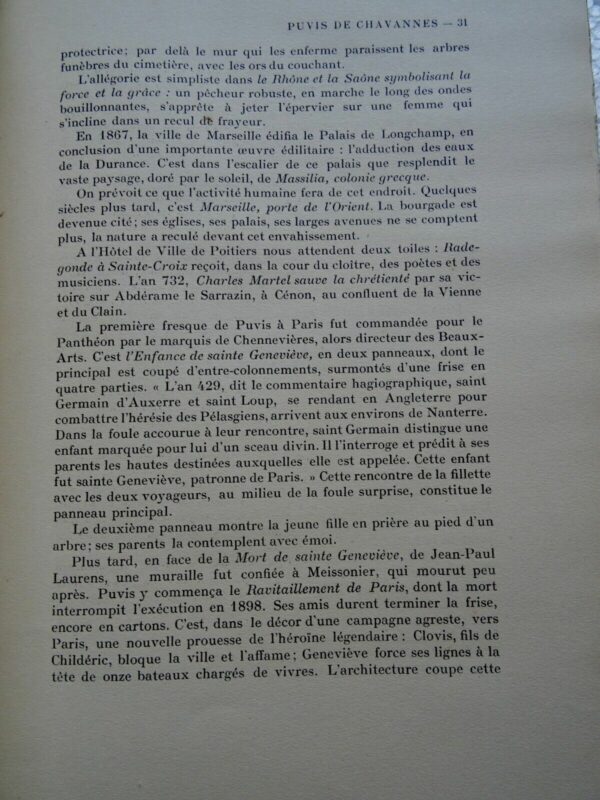 PUVIS DE CHAVANNES — 31
protectrice; par delà le mur qui les enferme paraissent les arbres
funèbres du cimetière, avec les ors du couchant.
L'allégorie est simpliste dans le Rhône et la Saône symbolisant la
force et la grâce : un pêcheur robuste, en marche le long des ondes
bouillonnantes, s'apprête à jeter l'épervier sur une femme qui
s'incline dans un recul de frayeur.
En 1867, la ville de Marseille édifia le Palais de Longchamp, en
conclusion d'une importante œuvre édilitaire : l'adduction des eaux
de la Durance. C'est dans l'escalier de ce palais que resplendit le
vaste paysage, doré par le soleil, de Massilia, colonie grecque.
On prévoit ce que l'activité humaine fera de cet endroit. Quelques
siècles plus tard, c'est Marseille, porte de l'Orient. La bourgade est
devenue cité; ses églises, ses palais, ses larges avenues ne se comptent
plus, la nature a reculé devant cet envahissement.
A l'Hôtel de Ville de Poitiers nous attendent deux toiles : Rade-
gonde à Sainte-Croix reçoit, dans la cour du cloître, des poètes et des
musiciens. L'an 732, Charles Martel sauve la chrétienté par sa vic-
toire sur Abdérame le Sarrazin, à Cénon, au confluent de la Vienne
et du Clain.
La première fresque de Puvis à Paris fut commandée pour le
Panthéon par le marquis de Chennevières, alors directeur des Beaux-
Arts. C'est l'Enfance de sainte Geneviève, en deux panneaux, dont le
principal est coupé d'entre-colonnements, surmontés d'une frise en
quatre parties. « L'an 429, dit le commentaire hagiographique, saint
Germain d'Auxerre et saint Loup, se rendant en Angleterre pour
combattre l'hérésie des Pélasgiens, arrivent aux environs de Nanterre.
Dans la foule accourue à leur rencontre, saint Germain distingue une
enfant marquée pour lui d'un sceau divin. Il l'interroge et prédit à ses
parents les hautes destinées auxquelles elle est appelée. Cette enfant
fut sainte Geneviève, patronne de Paris. » Cette rencontre de la fillette
avec les deux voyageurs, au milieu de la foule surprise, constitue le
panneau principal.
Le deuxième panneau montre la jeune fille en prière au pied d'un
arbre; ses parents la contemplent avec émoi.
Plus tard, en face de la Mort de sainte Geneviève, de Jean-Paul
Laurens, une muraille fut confiée à Meissonier, qui mourut peu
après. Puvis y commença le Ravitaillement de Paris, dont la mort
interrompit l'exécution en 1898. Ses amis durent terminer la frise,
encore en cartons. C'est, dans le décor d'une campagne agreste, vers
Paris, une nouvelle prouesse de l'héroïne légendaire : Clovis, fils de
Childéric, bloque la ville et l'affame; Geneviève force ses lignes à la
tête de onze bateaux chargés de vivres. L'architecture coupe cette